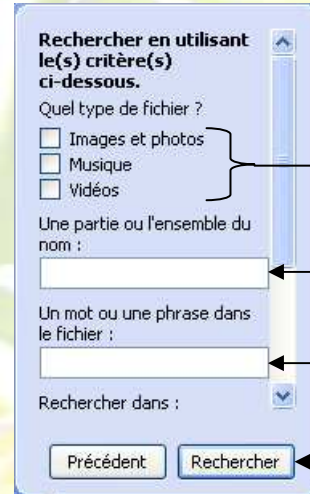 Rechercher en utilisant
le(s) critère(s)
ci-dessous.
Quel type de fichier ?
Images et photos
Musique
Vidéos
Une partie ou l'ensemble du
nom :
Un mot ou une phrase dans
le fichier :
Rechercher dans :
Précédent Rechercher